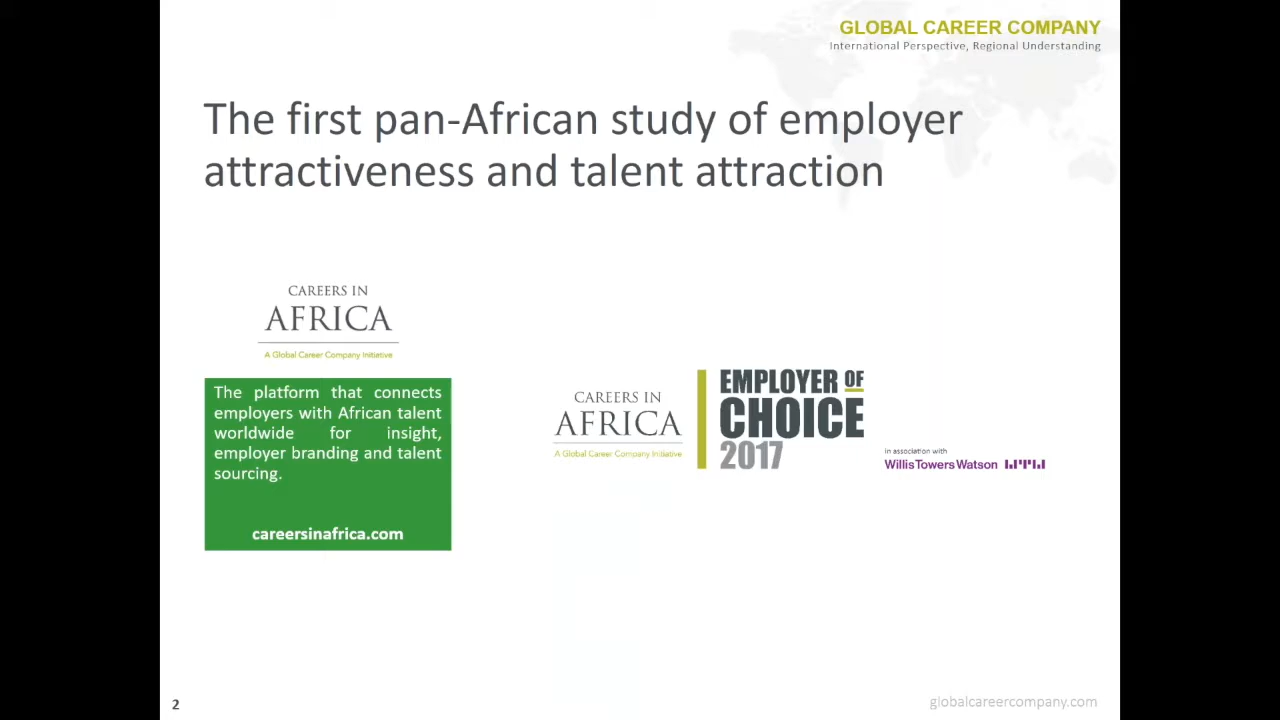 GLOBAL CAREER COMPANY
International Perspective, Regional Understanding
The first pan-African study of employer
attractiveness and talent attraction
CAREERS IN
AFRICA
A Global Career Company Initiative
The platform that connects
employers with African talent
worldwide for insight,
employer branding and talent
sourcing.
careersinafrica.com
CAREERS IN
AFRICA
A Global Career Company Initiative
EMPLOYER OF
CHOICE
2017
In association with
Willis Towers Watson
2
globalcareercompany.com